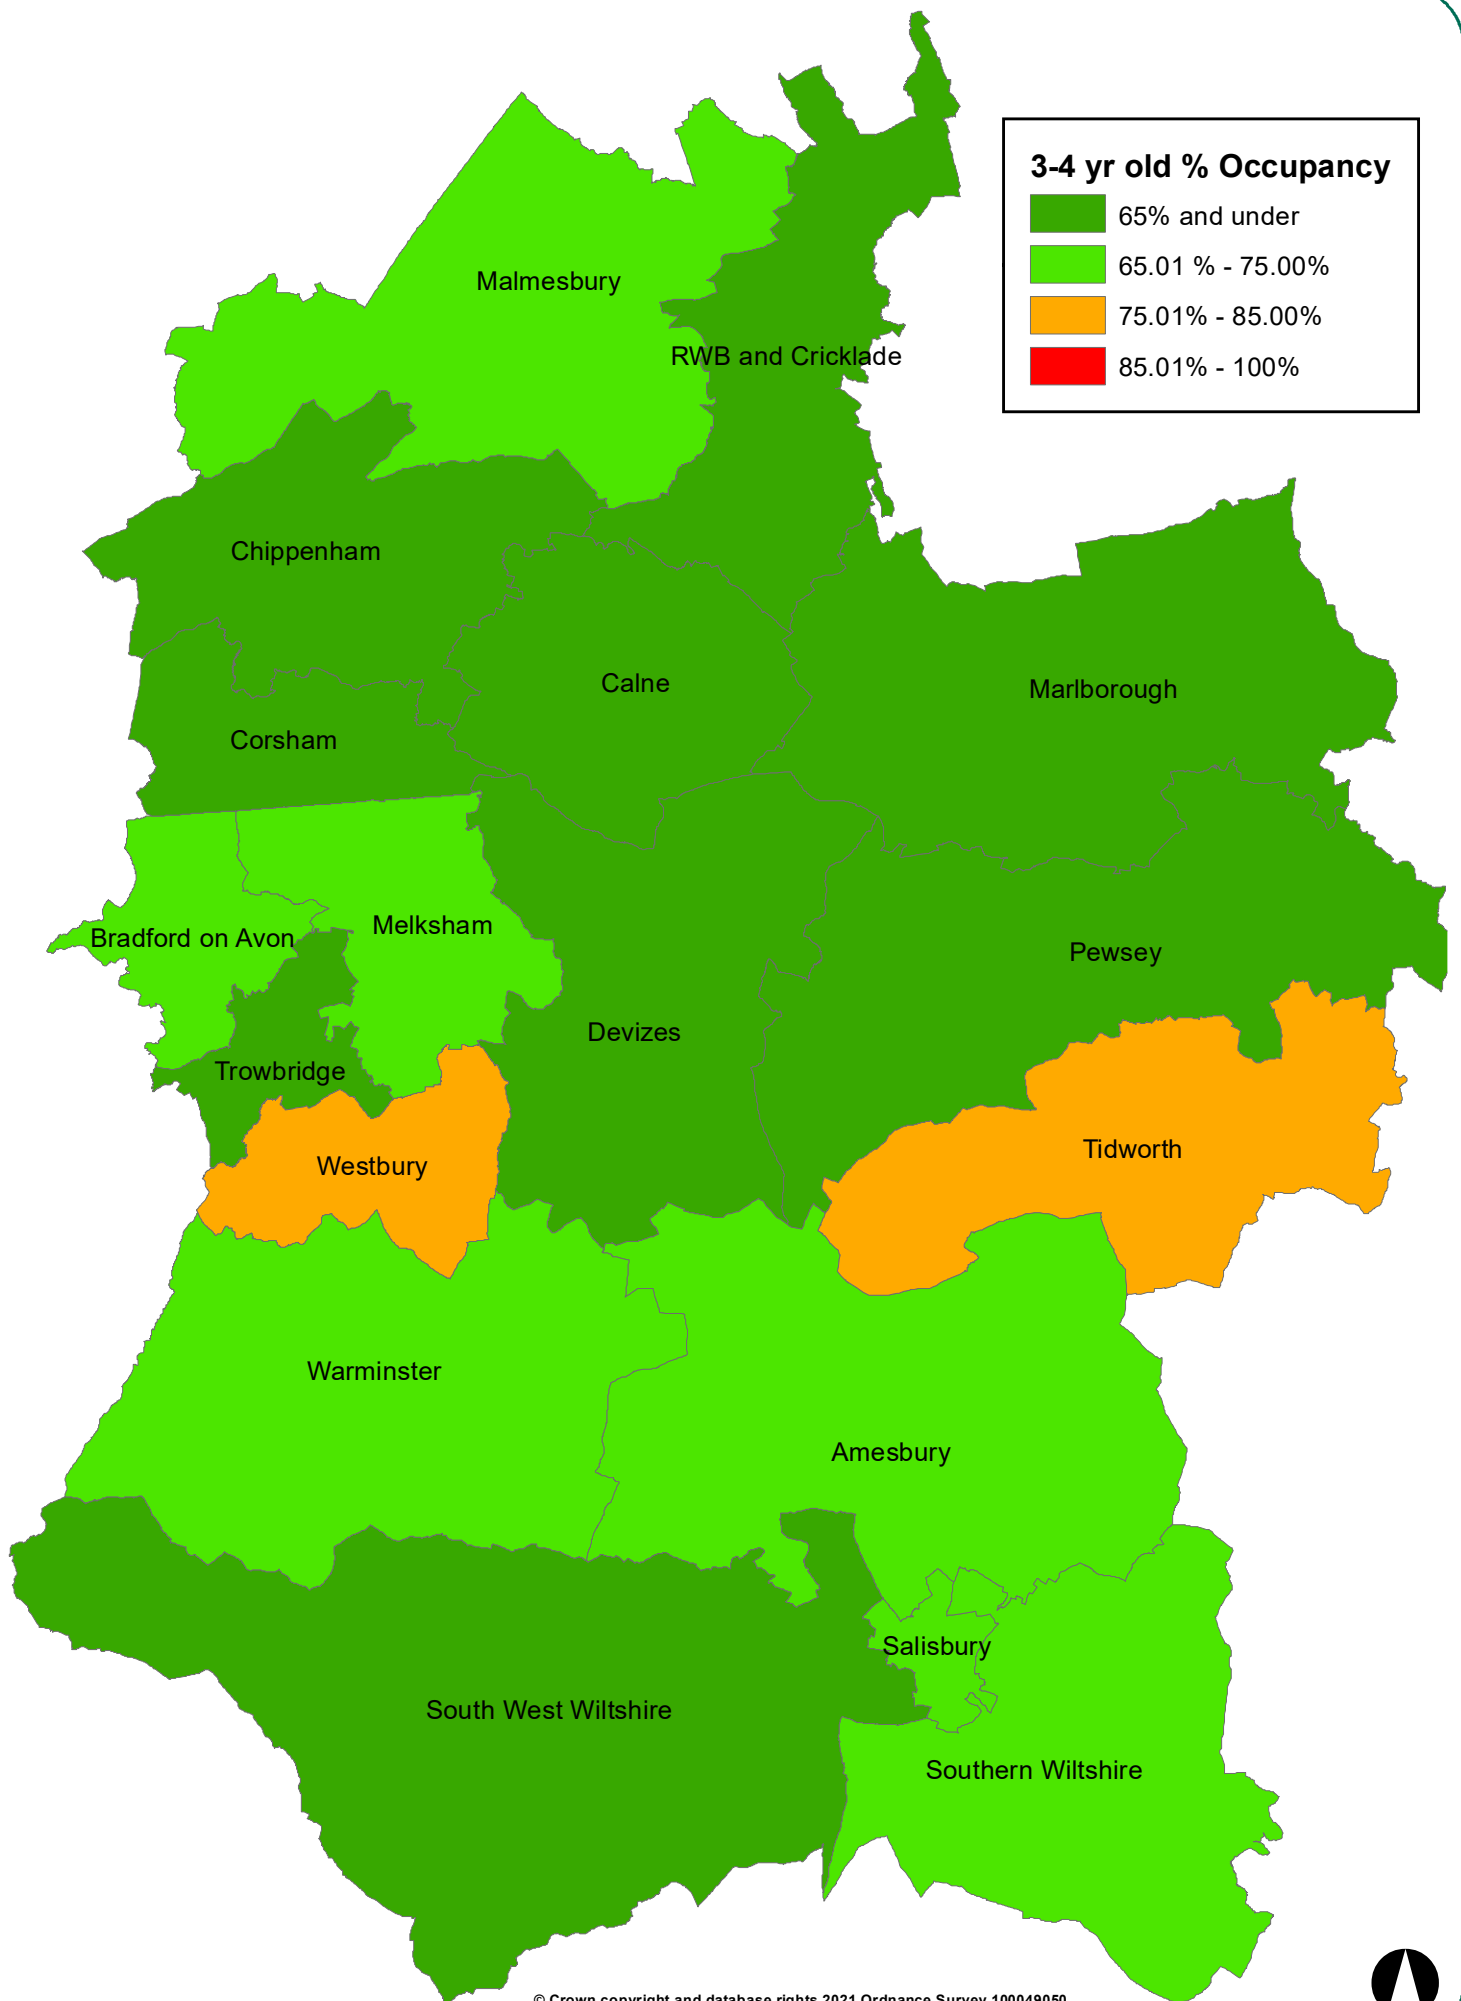 3-4 yr old % Occupancy
65% and under
65.01 % - 75.00%
75.01% - 85.00%
85.01% - 100%
Malmesbury
RWB and Cricklade
Chippenham
Calne
Marlborough
Corsham
Melksham
Bradford on Avon
Pewsey
Devizes
Trowbridge
Tidworth
Westbury
Warminster
Amesbury
Salisbury
South West Wiltshire
Southern Wiltshire
© Crown copyright and database rights 2021 Ordnance Survey 100049050